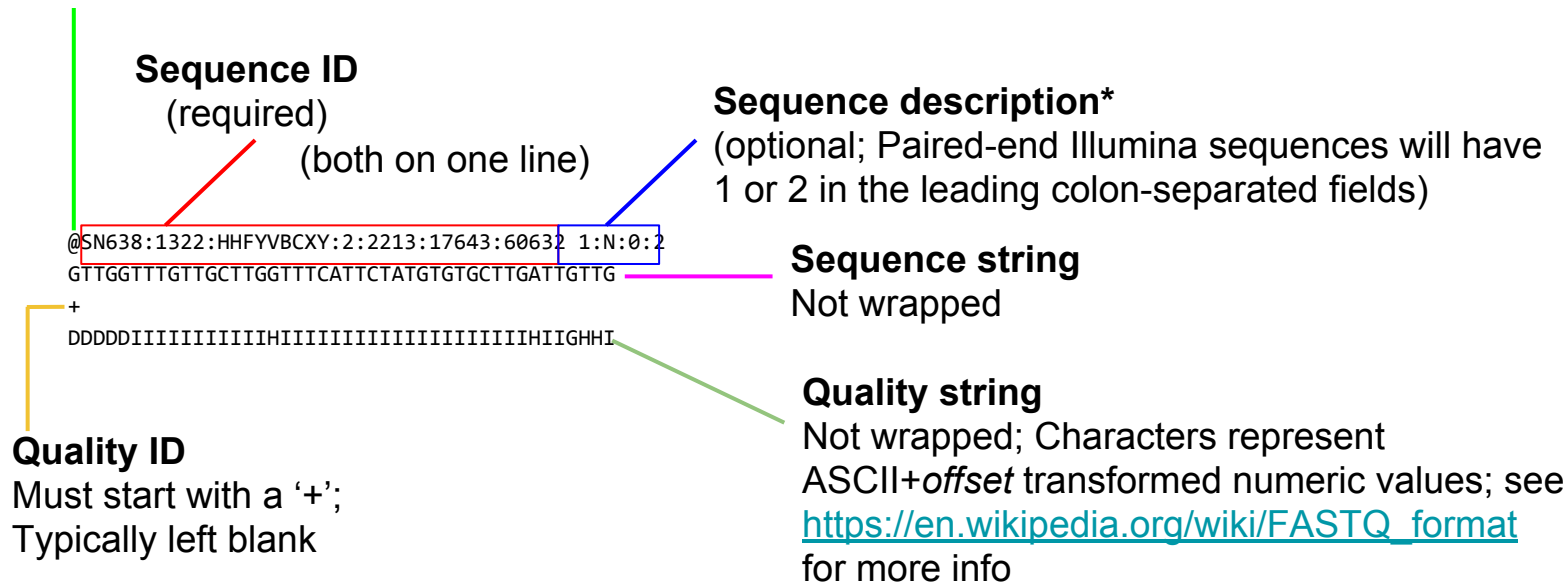 Sequence ID
(required)
(both on one line)
Sequence description*
(optional; Paired-end Illumina sequences will have
1 or 2 in the leading colon-separated fields)
@SN638:1322:HHFYVBCXY:2:2213:17643:60632 1:N:0:2
GTTGGTTTGTTGCTTGGTTTCATTCTATGTGTGCTTGATTGTTG
+
DDDDDIIIIIIIIIIIHIIIIIIIIIIIIIIIIIIIIHIIGHHI
Sequence string
Not wrapped
Quality string
Not wrapped; Characters represent
ASCII+offset transformed numeric values; see
https://en.wikipedia.org/wiki/FASTQ_format
for more info
Quality ID
Must start with a ‘+’;
Typically left blank